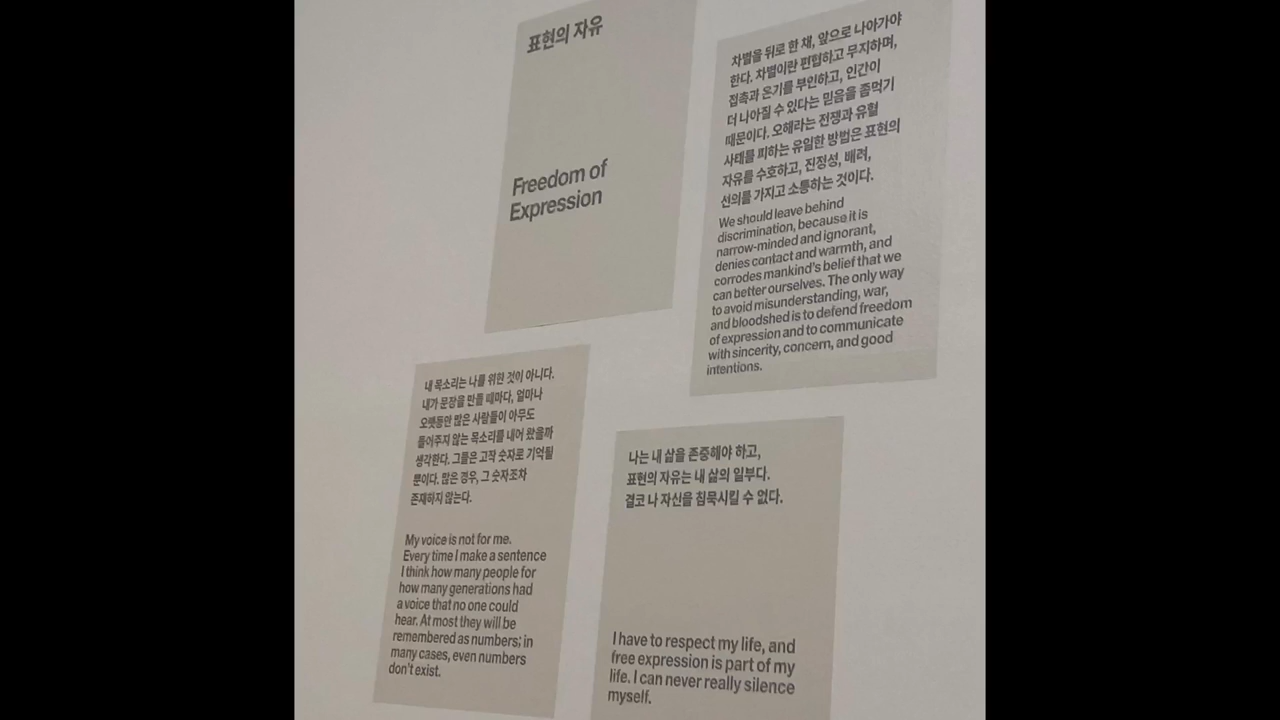 표현의 자유
Freedom of
Expression
차별을 뒤로 한 채, 앞으로 나아가야
한다. 차별이란 편협하고 무지하며,
접촉과 온기를 부인하고, 인간이
더 나아질 수 있다는 믿음을 좀먹기
때문이다. 오해라는 전쟁과 유혈
사태를 피하는 유일한 방법은 표현의
자유를 수호하고, 진정성, 배려,
선의를 가지고 소통하는 것이다.
We should leave behind
discrimination, because it is
narrow-minded and ignorant,
denies contact and warmth, and
corrodes mankind's belief that we
can better ourselves. The only way
to avoid misunderstanding, war,
and bloodshed is to defend freedom
of expression and to communicate
with sincerity, concern, and good
intentions.
내 목소리는 나를 위한 것이 아니다.
내가 문장을 만들 때마다, 얼마나
오랫동안 많은 사람들이 아무도
들어주지 않는 목소리를 내어 왔을까
생각한다. 그들은 고작 숫자로 기억될
뿐이다. 많은 경우, 그 숫자조차
존재하지 않는다.
My voice is not for me.
Every time I make a sentence
I think how many people for
how many generations had
a voice that no one could
hear. At most they will be
remembered as numbers; in
many cases, even numbers
don't exist.
나는 내 삶을 존중해야 하고,
표현의 자유는 내 삶의 일부다.
결코 나 자신을 침묵시킬 수 없다.
I have to respect my life, and
free expression is part of my
life. I can never really silence
myself.